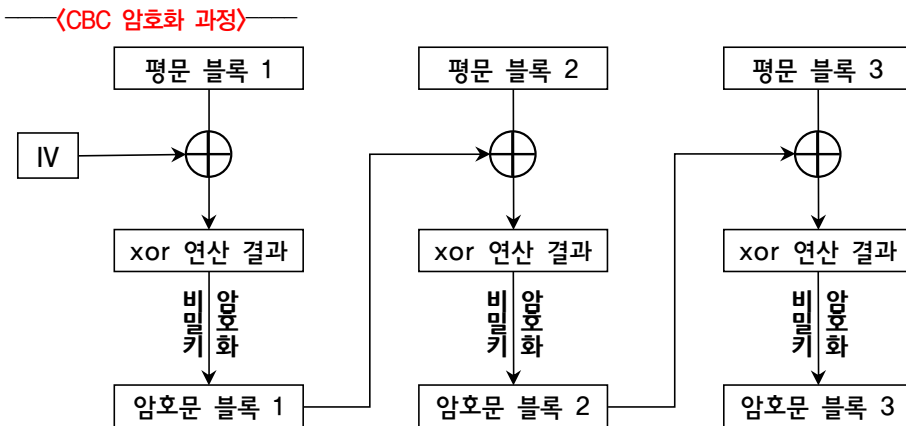 <CBC 암호화 과정>
평문 블록 1 평문 블록 2 평문 블록 3
IV
xor 연산 결과 xor 연산 결과 xor 연산 결과
비밀키 암호화 비밀키 암호화 비밀키 암호화
암호문 블록 1 암호문 블록 2 암호문 블록 3